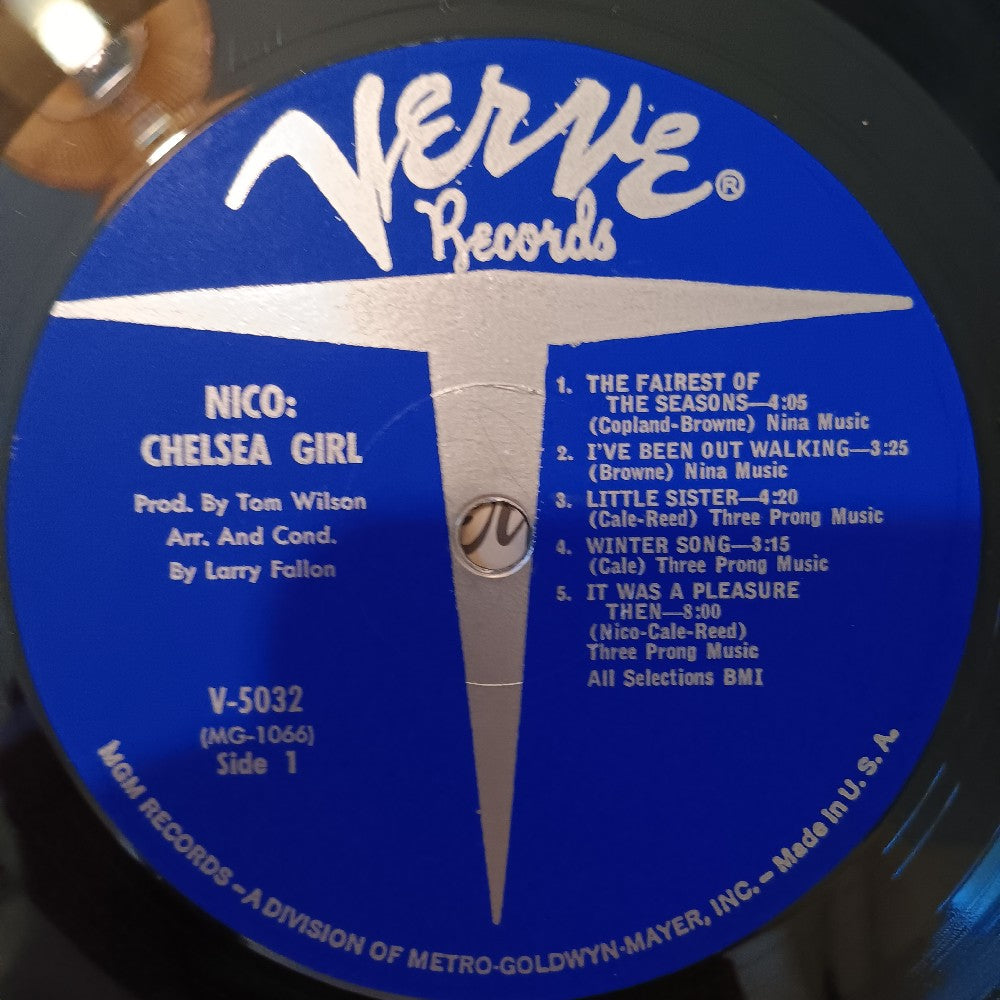 Verve®
Records
NICO:
CHELSEA GIRL
Prod. By Tom Wilson
Arr. And Cond.
By Larry Fallon
V-5032
(MG-1066)
Side 1
1. THE FAIREST OF
THE SEASONS—4:05
(Copland-Browne) Nina Music
2. I'VE BEEN OUT WALKING—3:25
(Browne) Nina Music
3. LITTLE SISTER—4:20
(Cale-Reed) Three Prong Music
4. WINTER SONG—3:15
(Cale) Three Prong Music
5. IT WAS A PLEASURE
THEN—8:00
(Nico-Cale-Reed)
Three Prong Music
All Selections BMI
MGM RECORDS – A DIVISION OF METRO-GOLDWYN-MAYER, INC. – Made In U. S. A.